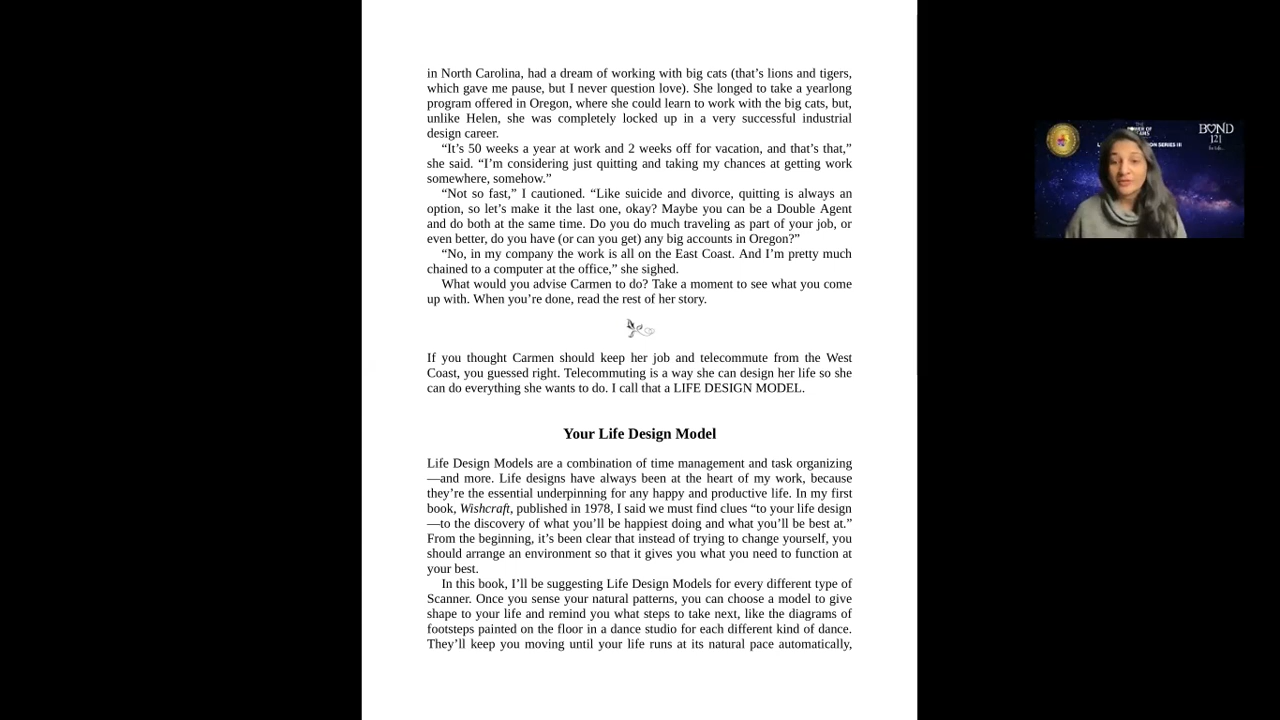 in North Carolina, had a dream of working with big cats (that’s lions and tigers,
which gave me pause, but I never question love). She longed to take a yearlong
program offered in Oregon, where she could learn to work with the big cats, but,
unlike Helen, she was completely locked up in a very successful industrial
design career.
“It’s 50 weeks a year at work and 2 weeks off for vacation, and that’s that,”
she said. “I’m considering just quitting and taking my chances at getting work
somewhere, somehow.”
“Not so fast,” I cautioned. “Like suicide and divorce, quitting is always an
option, so let’s make it the last one, okay? Maybe you can be a Double Agent
and do both at the same time. Do you do much traveling as part of your job, or
even better, do you have (or can you get) any big accounts in Oregon?”
“No, in my company the work is all on the East Coast. And I’m pretty much
chained to a computer at the office,” she sighed.
What would you advise Carmen to do? Take a moment to see what you come
up with. When you’re done, read the rest of her story.
If you thought Carmen should keep her job and telecommute from the West
Coast, you guessed right. Telecommuting is a way she can design her life so she
can do everything she wants to do. I call that a LIFE DESIGN MODEL.
Your Life Design Model
Life Design Models are a combination of time management and task organizing
—and more. Life designs have always been at the heart of my work, because
they’re the essential underpinning for any happy and productive life. In my first
book, Wishcraft, published in 1978, I said we must find clues “to your life design
—to the discovery of what you’ll be happiest doing and what you’ll be best at.”
From the beginning, it’s been clear that instead of trying to change yourself, you
should arrange an environment so that it gives you what you need to function at
your best.
In this book, I’ll be suggesting Life Design Models for every different type of
Scanner. Once you sense your natural patterns, you can choose a model to give
shape to your life and remind you what steps to take next, like the diagrams of
footsteps painted on the floor in a dance studio for each different kind of dance.
They’ll keep you moving until your life runs at its natural pace automatically,
POWER OF
SERIES III
BOND
121